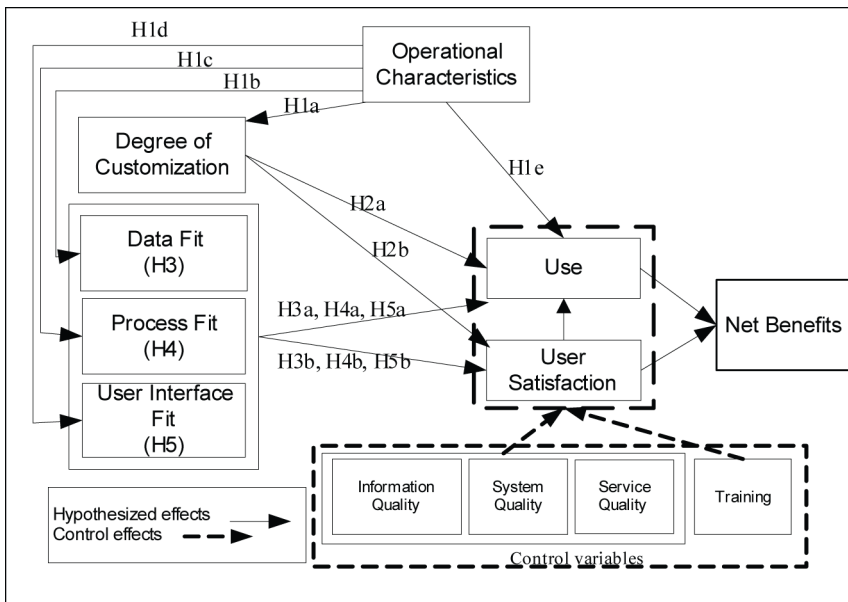 H1d
H1c
H1b
H1a
Operational
Characteristics
Degree of
Customization
H1e
H2a
H2b
Data Fit
(H3)
Process Fit
(H4)
User Interface
Fit
(H5)
H3a, H4a, H5a
H3b, H4b, H5b
Use
User
Satisfaction
Net Benefits
Information
Quality
System
Quality
Service
Quality
Training
Control variables
Hypothesized effects
Control effects